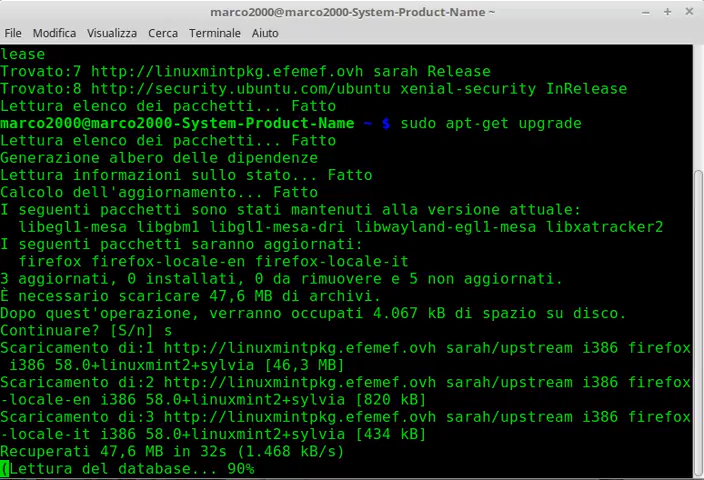 marco2000@marco2000-System-Product-Name ~
File Modifica Visualizza Cerca Terminale Aiuto
lease
Trovato:7 http://linuxmintpkg.efemef.ovh sarah Release
Trovato:8 http://security.ubuntu.com/ubuntu xenial-security InRelease
Lettura elenco dei pacchetti... Fatto
marco2000@marco2000-System-Product-Name ~ $ sudo apt-get upgrade
Lettura elenco dei pacchetti... Fatto
Generazione albero delle dipendenze
Lettura informazioni sullo stato... Fatto
Calcolo dell'aggiornamento... Fatto
I seguenti pacchetti sono stati mantenuti alla versione attuale:
  libegl1-mesa libgbm1 libgl1-mesa-dri libwayland-egl1-mesa libxatracker2
I seguenti pacchetti saranno aggiornati:
  firefox firefox-locale-en firefox-locale-it
3 aggiornati, 0 installati, 0 da rimuovere e 5 non aggiornati.
È necessario scaricare 47,6 MB di archivi.
Dopo quest'operazione, verranno occupati 4.067 kB di spazio su disco.
Continuare? [S/n] s
Scaricamento di:1 http://linuxmintpkg.efemef.ovh sarah/upstream i386 firefox
 i386 58.0+linuxmint2+sylvia [46,3 MB]
Scaricamento di:2 http://linuxmintpkg.efemef.ovh sarah/upstream i386 firefox
-locale-en i386 58.0+linuxmint2+sylvia [820 kB]
Scaricamento di:3 http://linuxmintpkg.efemef.ovh sarah/upstream i386 firefox
-locale-it i386 58.0+linuxmint2+sylvia [434 kB]
Recuperati 47,6 MB in 32s (1.468 kB/s)
(Lettura del database... 90%